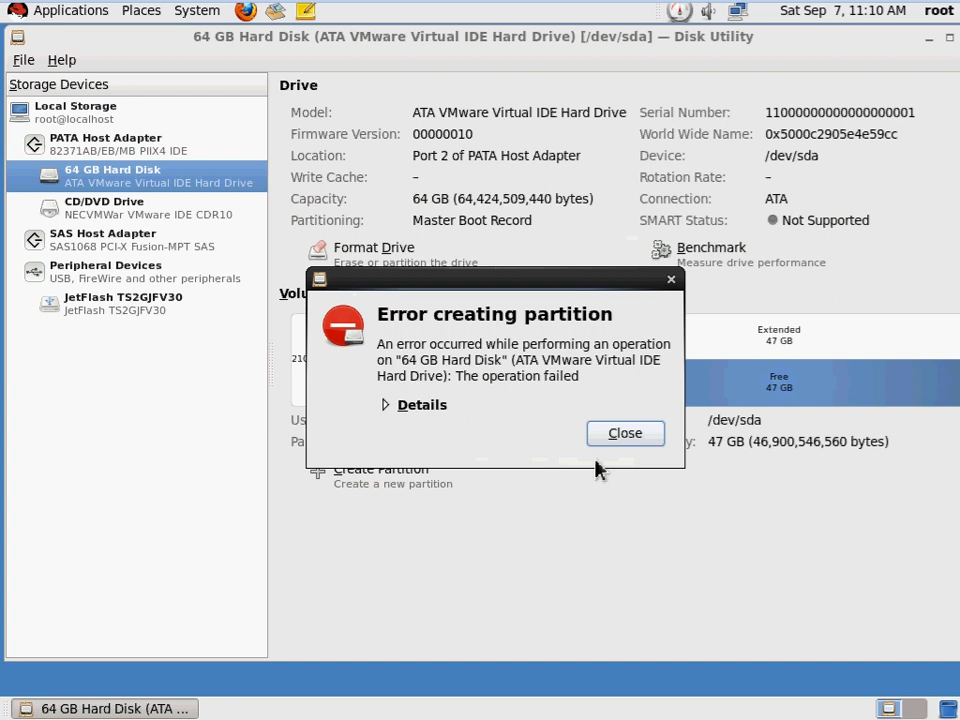 Applications Places System Sat Sep 7, 11:10 AM root
64 GB Hard Disk (ATA VMware Virtual IDE Hard Drive) [/dev/sda] — Disk Utility
File Help
Storage Devices
Local Storage
root@localhost
PATA Host Adapter
82371AB/EB/MB PIIX4 IDE
64 GB Hard Disk
ATA VMware Virtual IDE Hard Drive
CD/DVD Drive
NECVMWar VMware IDE CDR10
SAS Host Adapter
SAS1068 PCI-X Fusion-MPT SAS
Peripheral Devices
USB, FireWire and other peripherals
JetFlash TS2GJFV30
JetFlash TS2GJFV30
Drive
Model: ATA VMware Virtual IDE Hard Drive Serial Number: 11000000000000000001
Firmware Version: 00000010 World Wide Name: 0x5000c2905e4e59cc
Location: Port 2 of PATA Host Adapter Device: /dev/sda
Write Cache: – Rotation Rate: –
Capacity: 64 GB (64,424,509,440 bytes) Connection: ATA
Partitioning: Master Boot Record SMART Status: Not Supported
Format Drive Benchmark
Erase or partition the drive Measure drive performance
Extended
47 GB
Free
47 GB
/dev/sda
47 GB (46,900,546,560 bytes)
Create Partition
Create a new partition
Error creating partition
An error occurred while performing an operation
on "64 GB Hard Disk" (ATA VMware Virtual IDE
Hard Drive): The operation failed
Details
Close
64 GB Hard Disk (ATA ...